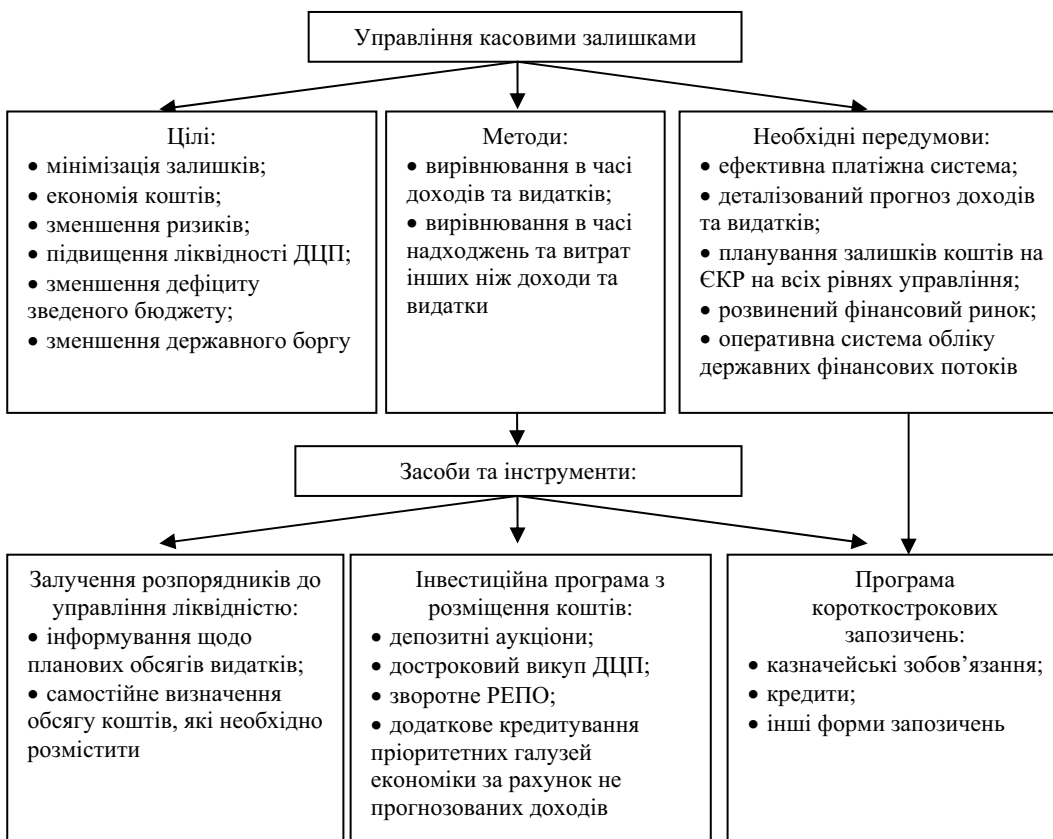 Управління касовими залишками
Цілі:
• мінімізація залишків;
• економія коштів;
• зменшення ризиків;
• підвищення ліквідності ДЦП;
• зменшення дефіциту
зведеного бюджету;
• зменшення державного боргу
Методи:
• вирівнювання в часі
доходів та видатків;
• вирівнювання в часі
надходжень та витрат
інших ніж доходи та
видатки
Необхідні передумови:
• ефективна платіжна система;
• деталізований прогноз доходів
та видатків;
• планування залишків коштів на
ЄКР на всіх рівнях управління;
• розвинений фінансовий ринок;
• оперативна система обліку
державних фінансових потоків
Засоби та інструменти:
Залучення розпорядників до
управління ліквідністю:
• інформування щодо
планових обсягів видатків;
• самостійне визначення
обсягу коштів, які необхідно
розмістити
Інвестиційна програма з
розміщення коштів:
• депозитні аукціони;
• достроковий викуп ДЦП;
• зворотне РЕПО;
• додаткове кредитування
пріоритетних галузей
економіки за рахунок не
прогнозованих доходів
Програма
короткострокових
запозичень:
• казначейські зобов’язання;
• кредити;
• інші форми запозичень